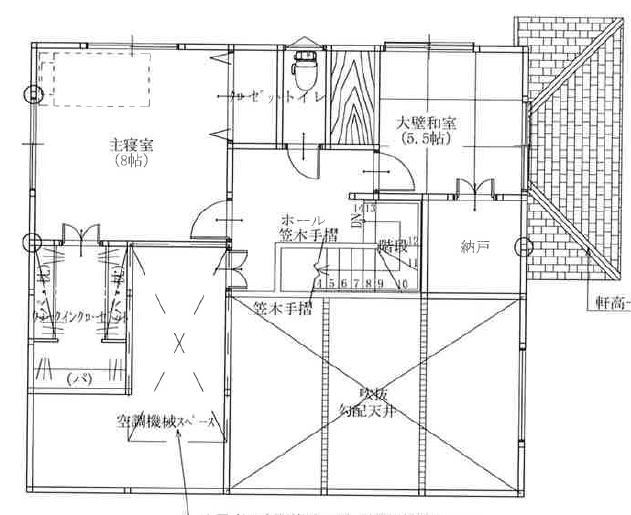 クローゼット
トイレ
大壁和室
(5.5帖)
主寝室
(8帖)
ホール
笠木手摺
DN
14 13
階段
12
11
4 5 6 7 8 9 10
納戸
軒高
笠木手摺
ウォークインクローゼット
(パ)
吹抜
勾配天井
空調機械スペース